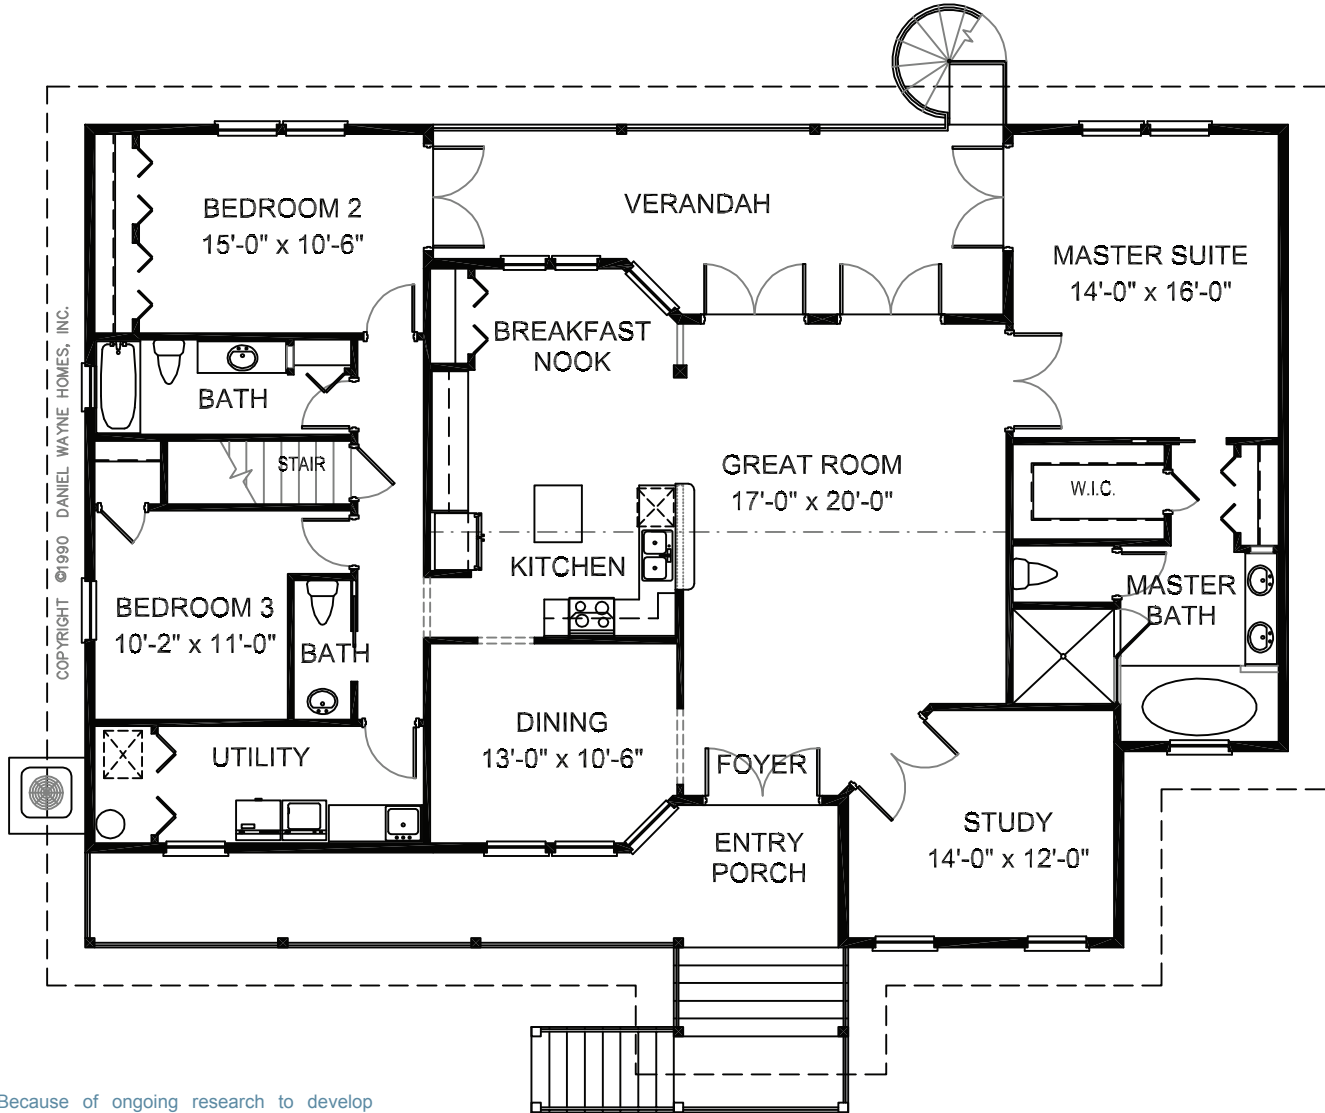 BEDROOM 2
15'-0" x 10'-6"
VERANDAH
MASTER SUITE
14'-0" x 16'-0"
BREAKFAST
NOOK
BATH
STAIR
GREAT ROOM
17'-0" x 20'-0"
W.I.C.
KITCHEN
MASTER
BATH
BEDROOM 3
10'-2" x 11'-0"
BATH
DINING
13'-0" x 10'-6"
UTILITY
FOYER
STUDY
14'-0" x 12'-0"
ENTRY
PORCH
COPYRIGHT ©1990 DANIEL WAYNE HOMES, INC.
Because of ongoing research to develop